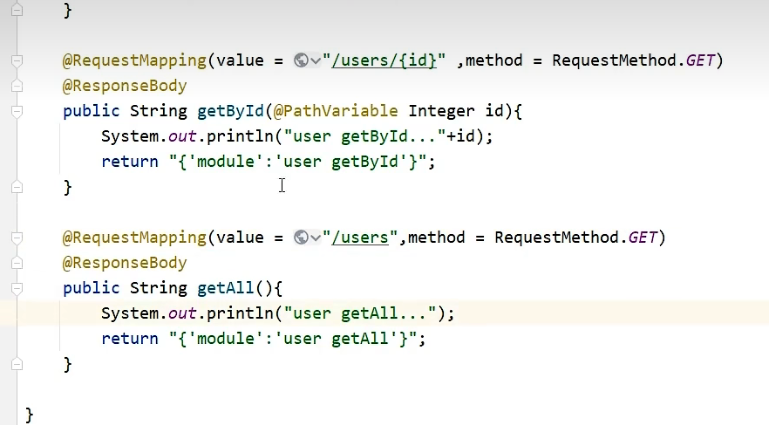 }
@RequestMapping(value = "/users/{id}" ,method = RequestMethod.GET)
@ResponseBody
public String getById(@PathVariable Integer id){
System.out.println("user getById..."+id);
return "{'module':'user getById'}";
}
@RequestMapping(value = "/users",method = RequestMethod.GET)
@ResponseBody
public String getAll(){
System.out.println("user getAll...");
return "{'module':'user getAll'}";
}
}